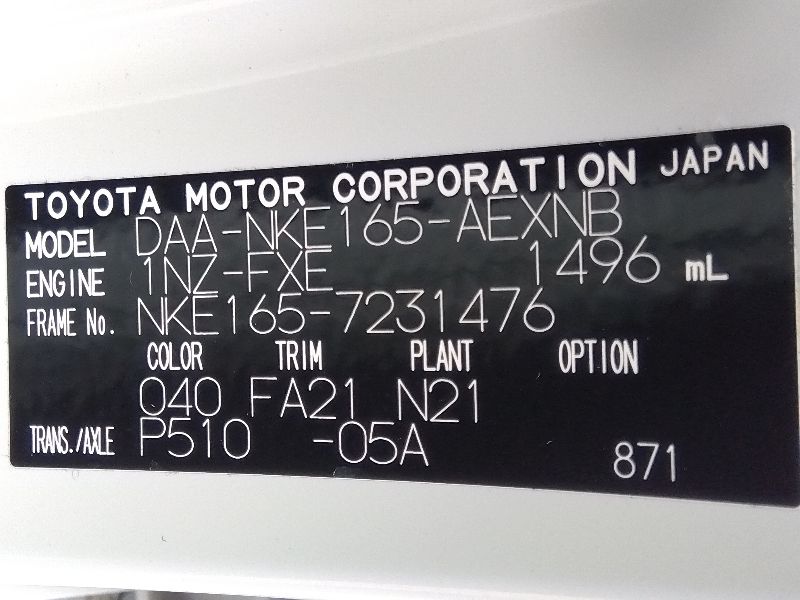 TOYOTA MOTOR CORPORATION JAPAN
MODEL DAA-NKE165-AEXNB
ENGINE 1NZ-FXE 1496 mL
FRAME No. NKE165-7231476
COLOR TRIM PLANT OPTION
040 FA21 N21
TRANS./AXLE P510 -05A 871